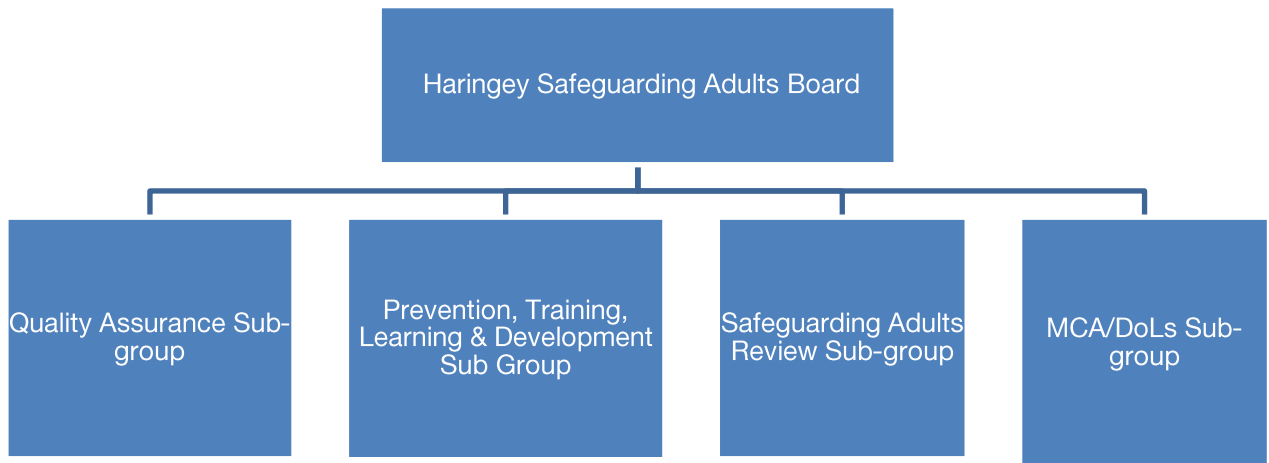 Haringey Safeguarding Adults Board
Quality Assurance Sub-
group
Prevention, Training,
Learning & Development
Sub Group
Safeguarding Adults
Review Sub-group
MCA/DoLs Sub-
group